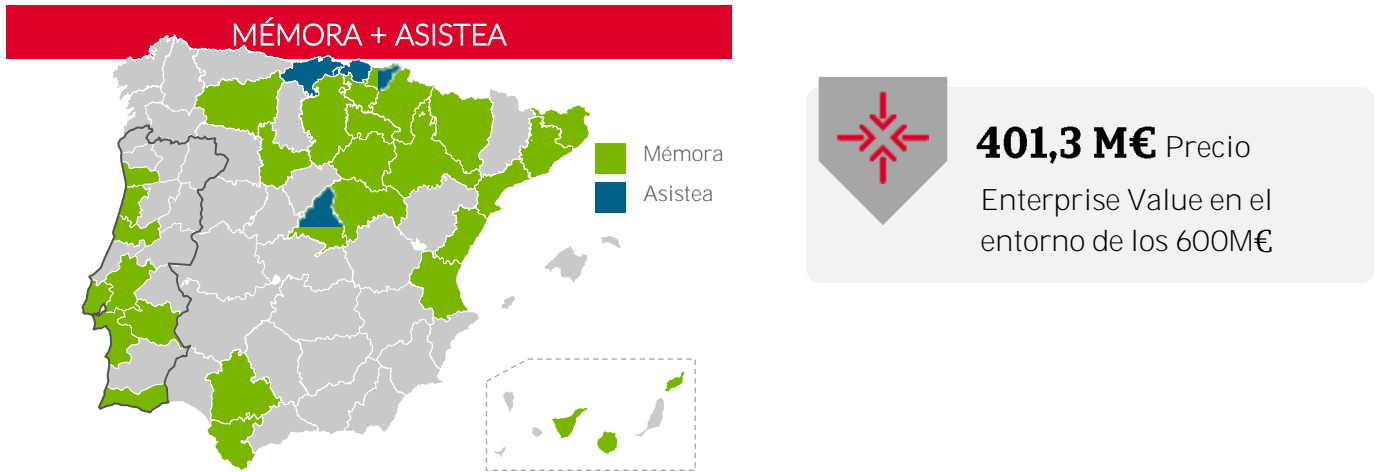 MÉMORA + ASISTEA
Mémora
Asistea
401,3 M€ Precio
Enterprise Value en el
entorno de los 600M€